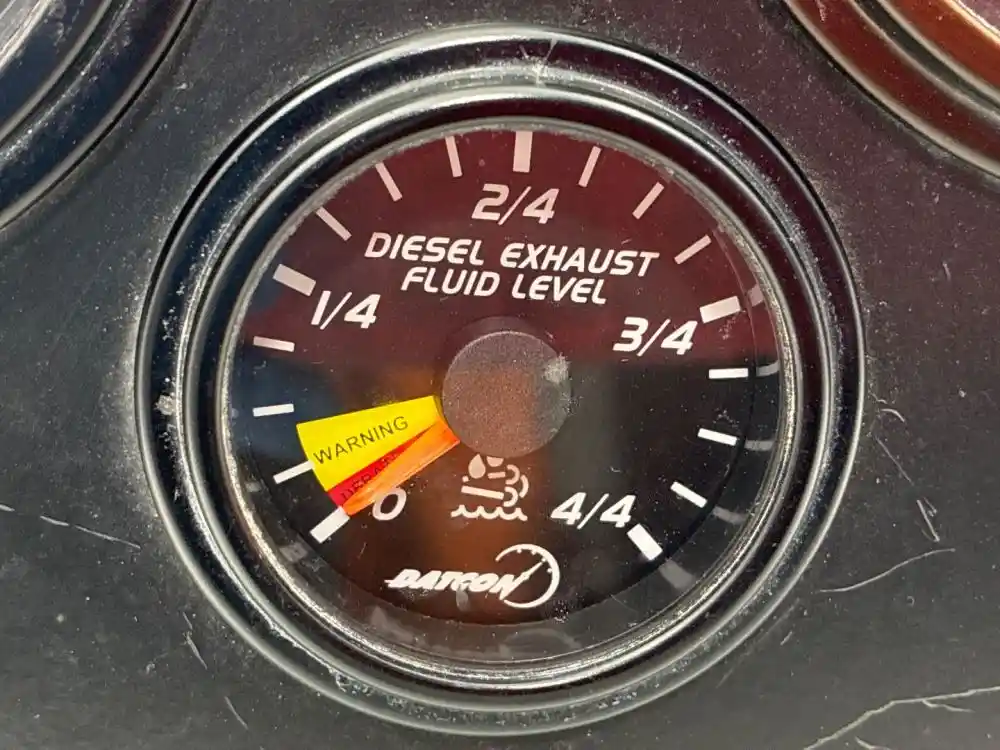 2/4
DIESEL EXHAUST
FLUID LEVEL
1/4
3/4
WARNING
0
4/4
DATCON